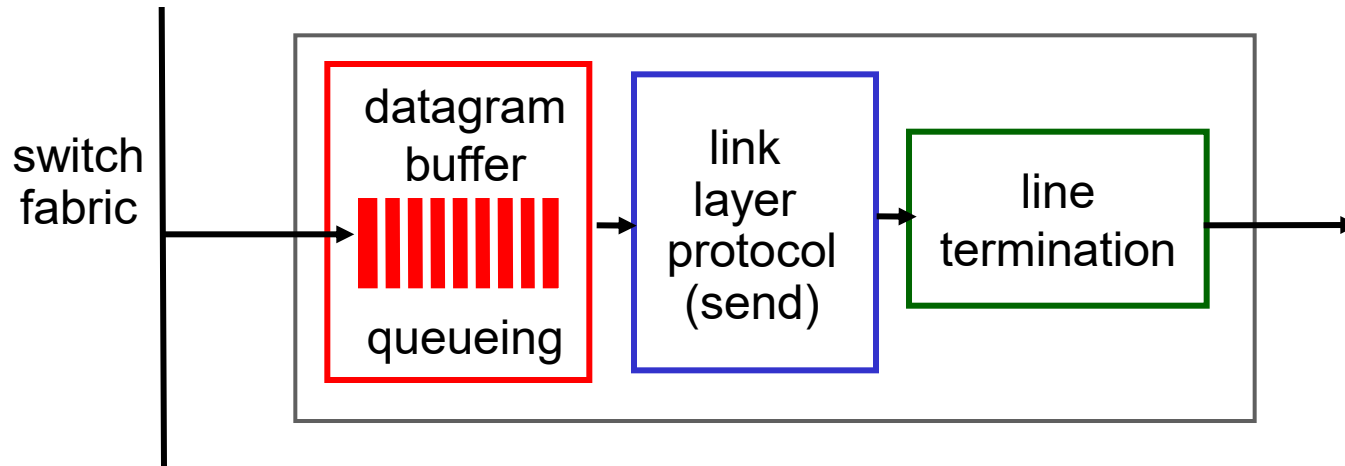 switch
fabric
datagram
buffer
queueing
link
layer
protocol
(send)
line
termination